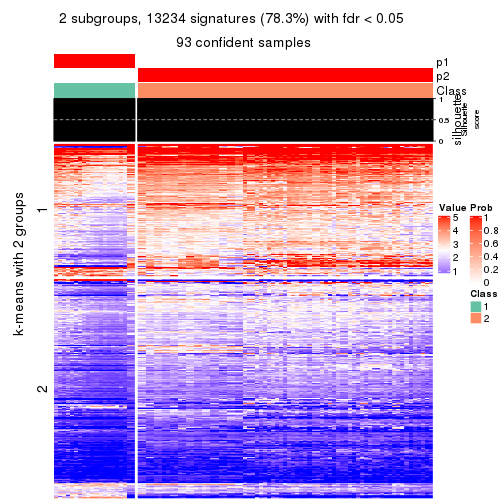 2 subgroups, 13234 signatures (78.3%) with fdr < 0.05
93 confident samples
p1
p2
Class
silhouette
Silhouette
score
1
0.5
0
k-means with 2 groups
1
2
Value
5
4
3
2
1
Prob
1
0.8
0.6
0.4
0.2
0
Class
1
2